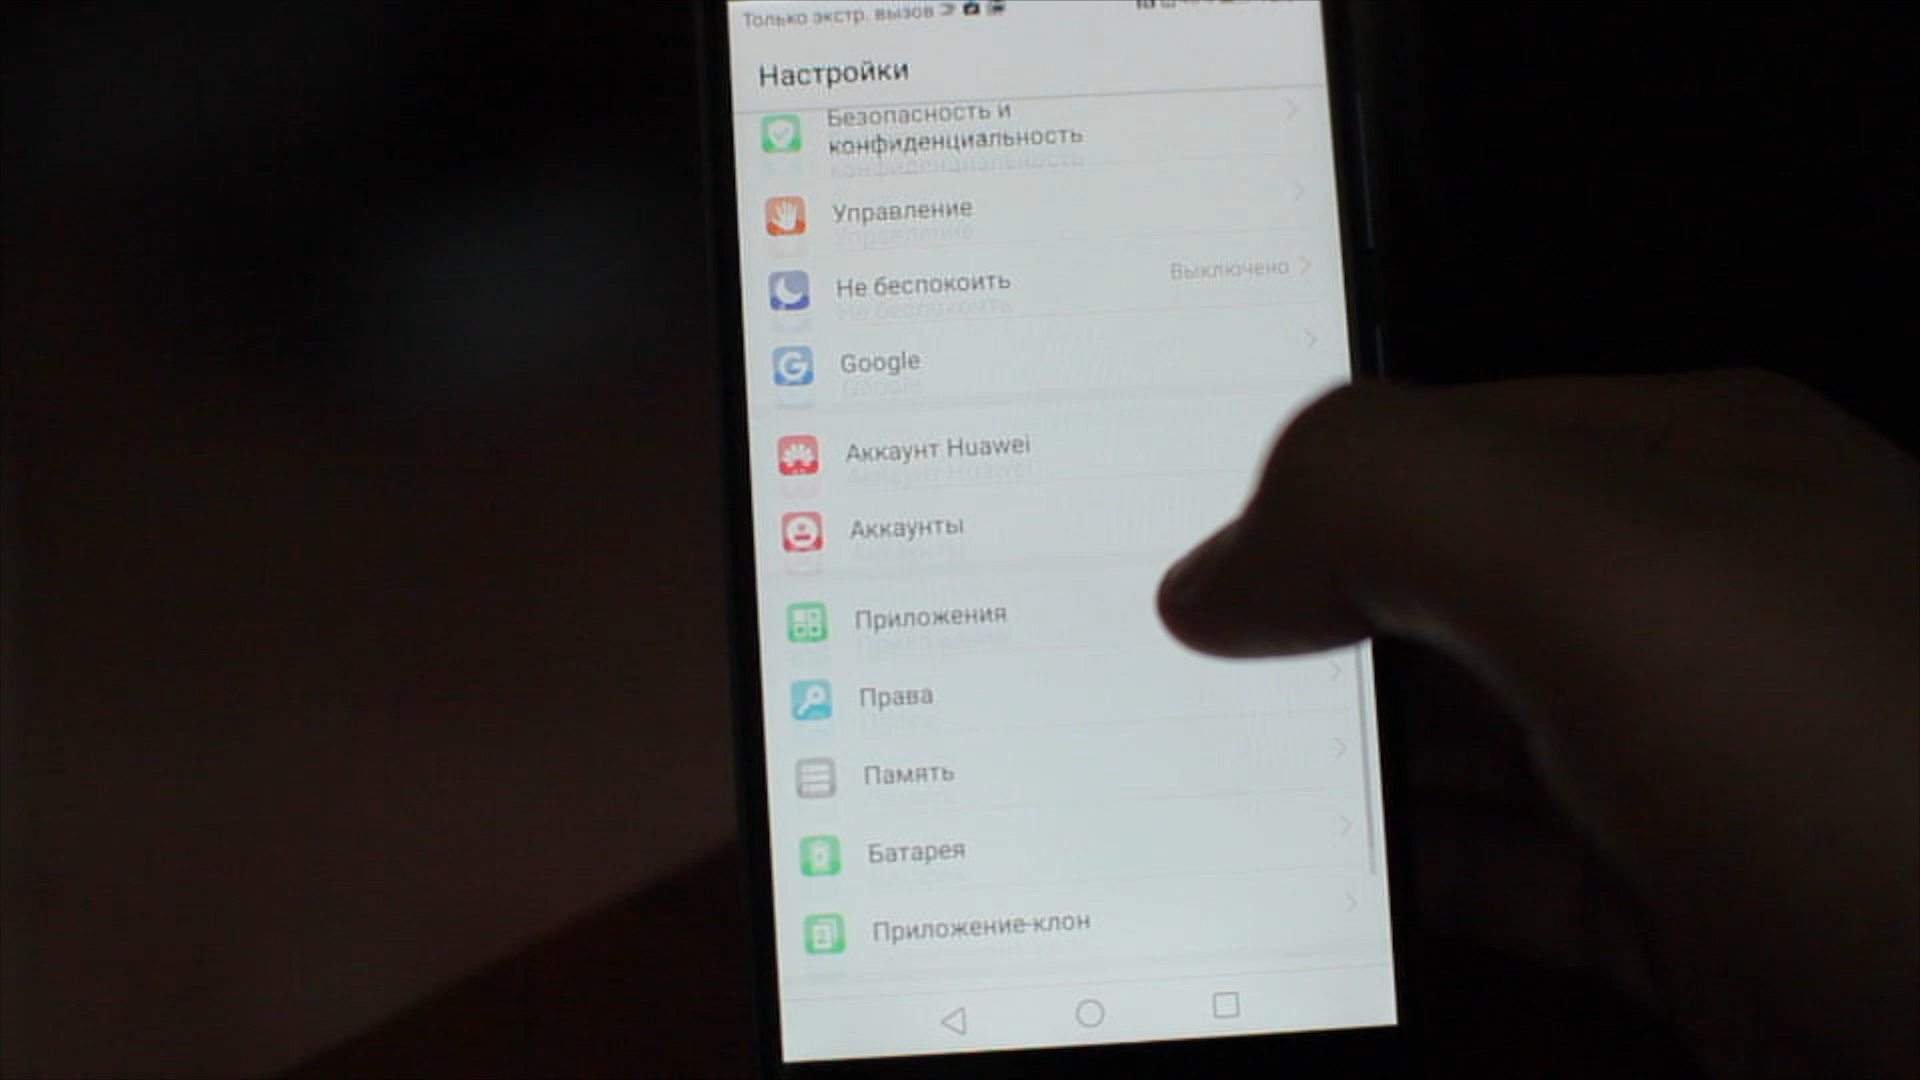 Только экстр. вызов
Настройки
Безопасность и
конфиденциальность
Управление
Не беспокоить
Выключено
Google
Аккаунт Huawei
Аккаунты
Приложения
Права
Память
Батарея
Приложение-клон